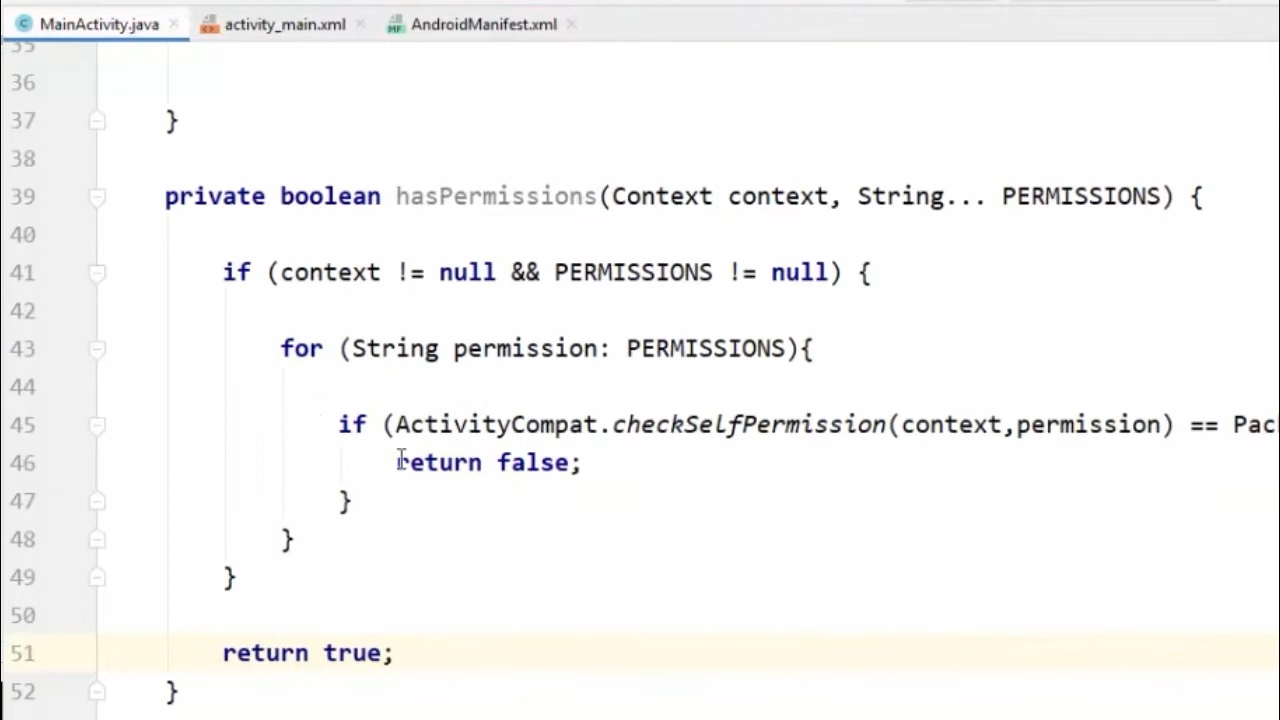 MainActivity.java activity_main.xml AndroidManifest.xml
35
36
37 }
38
39 private boolean hasPermissions(Context context, String... PERMISSIONS) {
40
41 if (context != null && PERMISSIONS != null) {
42
43 for (String permission: PERMISSIONS){
44
45 if (ActivityCompat.checkSelfPermission(context,permission) == Pac
46 return false;
47 }
48 }
49 }
50
51 return true;
52 }